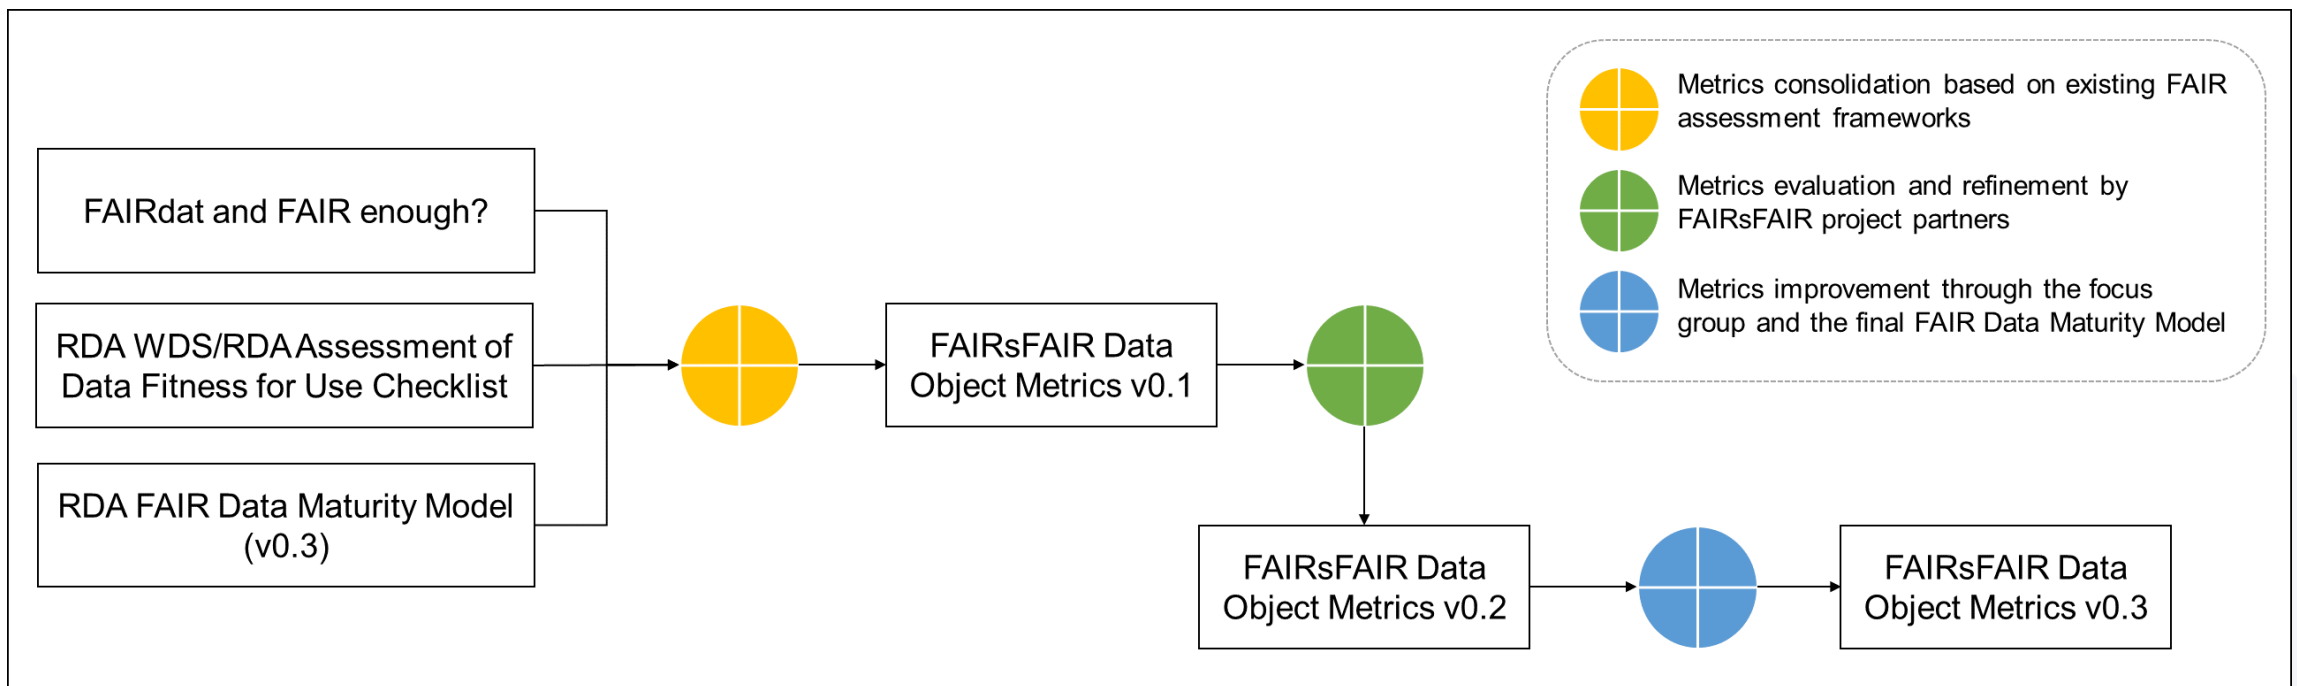 FAIRdat and FAIR enough?
RDA WDS/RDA Assessment of
Data Fitness for Use Checklist
RDA FAIR Data Maturity Model
(v0.3)
FAIRsFAIR Data
Object Metrics v0.1
FAIRsFAIR Data
Object Metrics v0.2
FAIRsFAIR Data
Object Metrics v0.3
Metrics consolidation based on existing FAIR
assessment frameworks
Metrics evaluation and refinement by
FAIRsFAIR project partners
Metrics improvement through the focus
group and the final FAIR Data Maturity Model